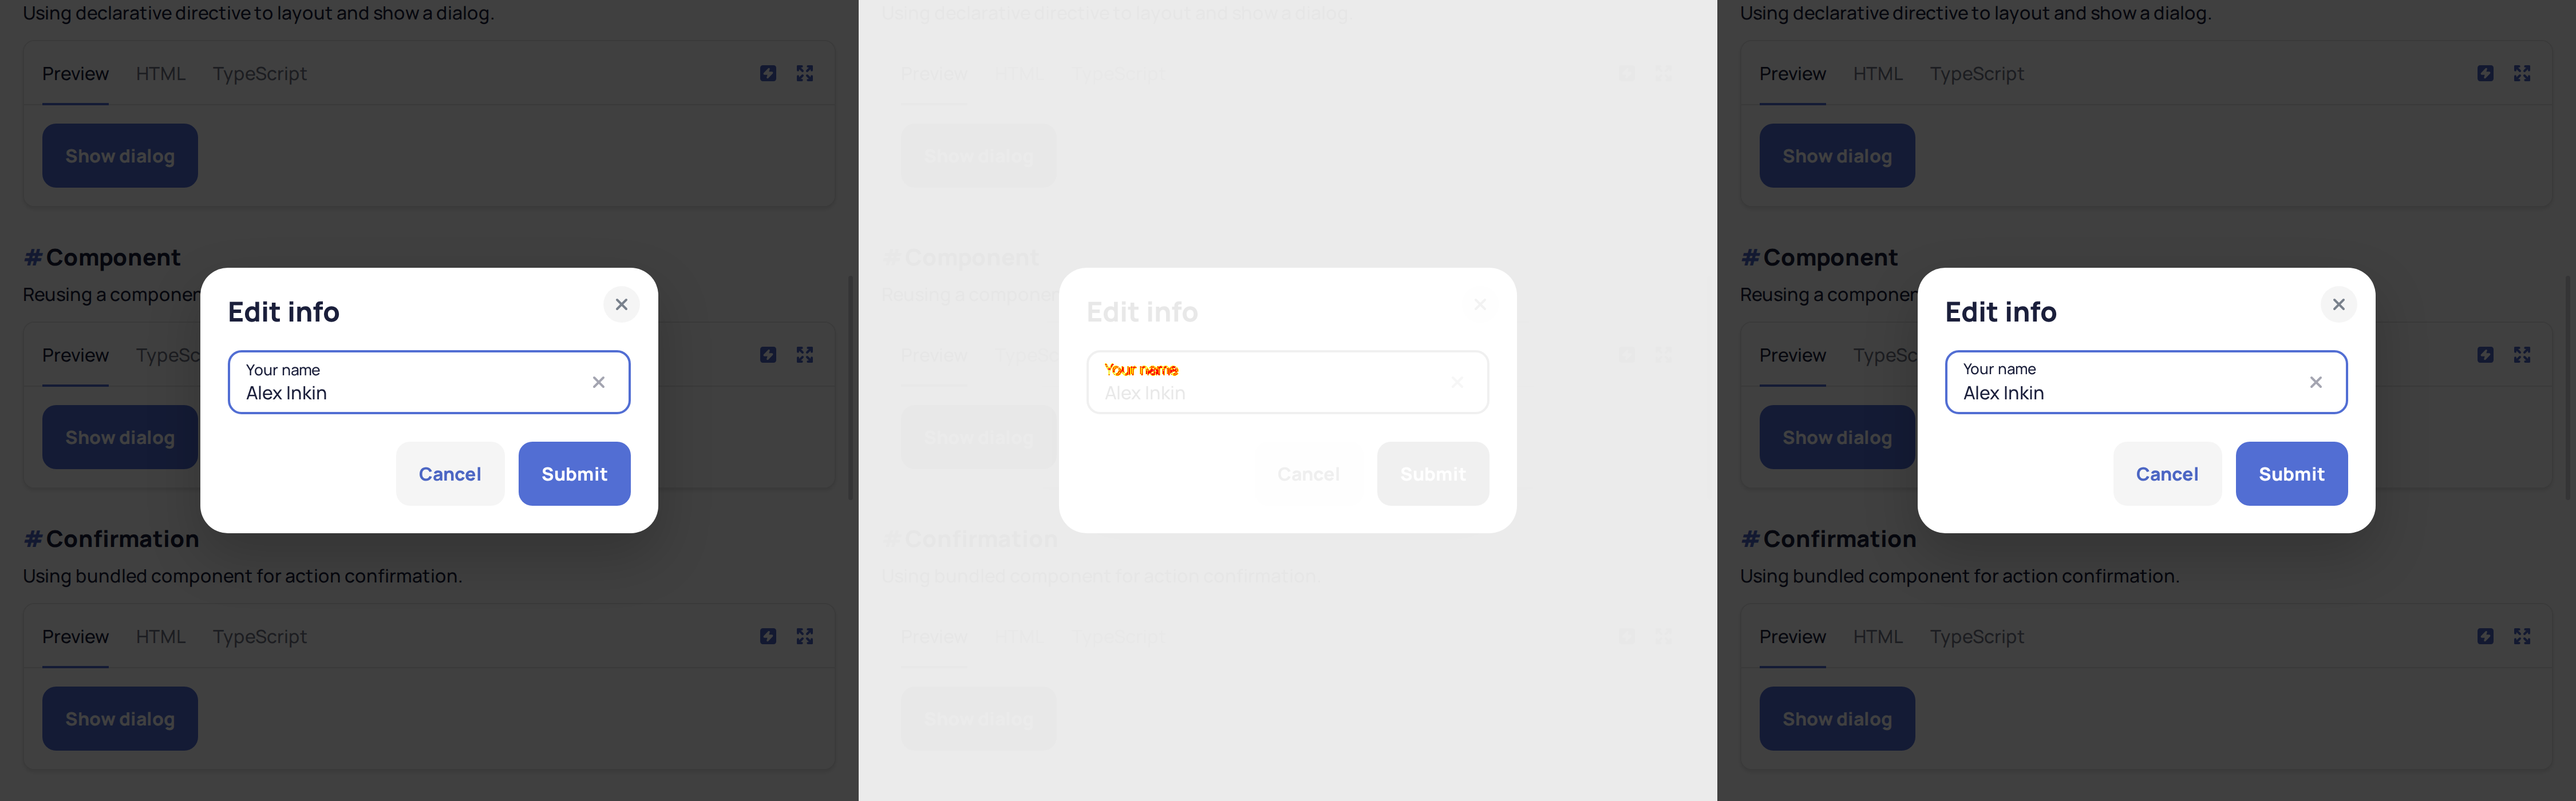 Using declarative directive to layout and show a dialog.
Preview HTML TypeScript
Show dialog
#Component
Reusing a componen
Preview TypeSc
Show dialog
Edit info
Your name
Alex Inkin
Cancel Submit
#Confirmation
Using bundled component for action confirmation.
Preview HTML TypeScript
Show dialog
Using declarative directive to layout and show a dialog.
Preview HTML TypeScript
Show dialog
#Component
Reusing a componen
Preview TypeSc
Show dialog
Edit info
Your name
Alex Inkin
Cancel Submit
#Confirmation
Using bundled component for action confirmation.
Preview HTML TypeScript
Show dialog
Using declarative directive to layout and show a dialog.
Preview HTML TypeScript
Show dialog
#Component
Reusing a componen
Preview TypeSc
Show dialog
Edit info
Your name
Alex Inkin
Cancel Submit
#Confirmation
Using bundled component for action confirmation.
Preview HTML TypeScript
Show dialog